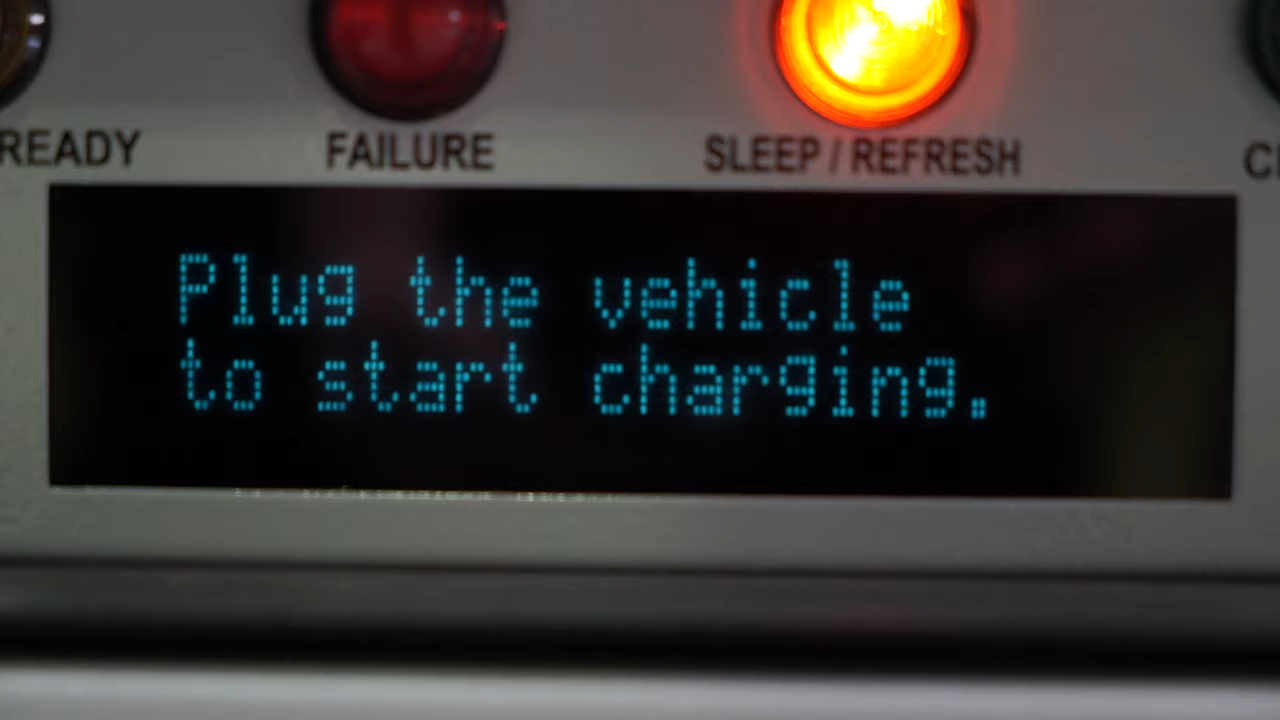 READY FAILURE SLEEP / REFRESH
Plug the vehicle
to start charging.